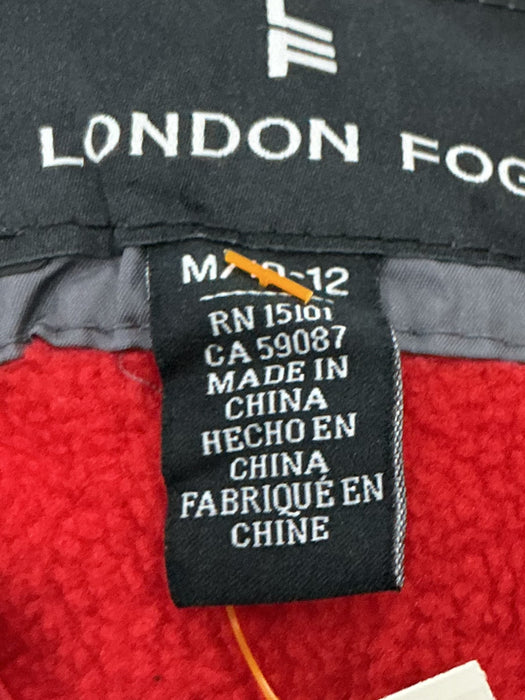 LONDON FOG
RN 15101
CA 59087
MADE IN
CHINA
HECHO EN
CHINA
FABRIQUÉ EN
CHINE